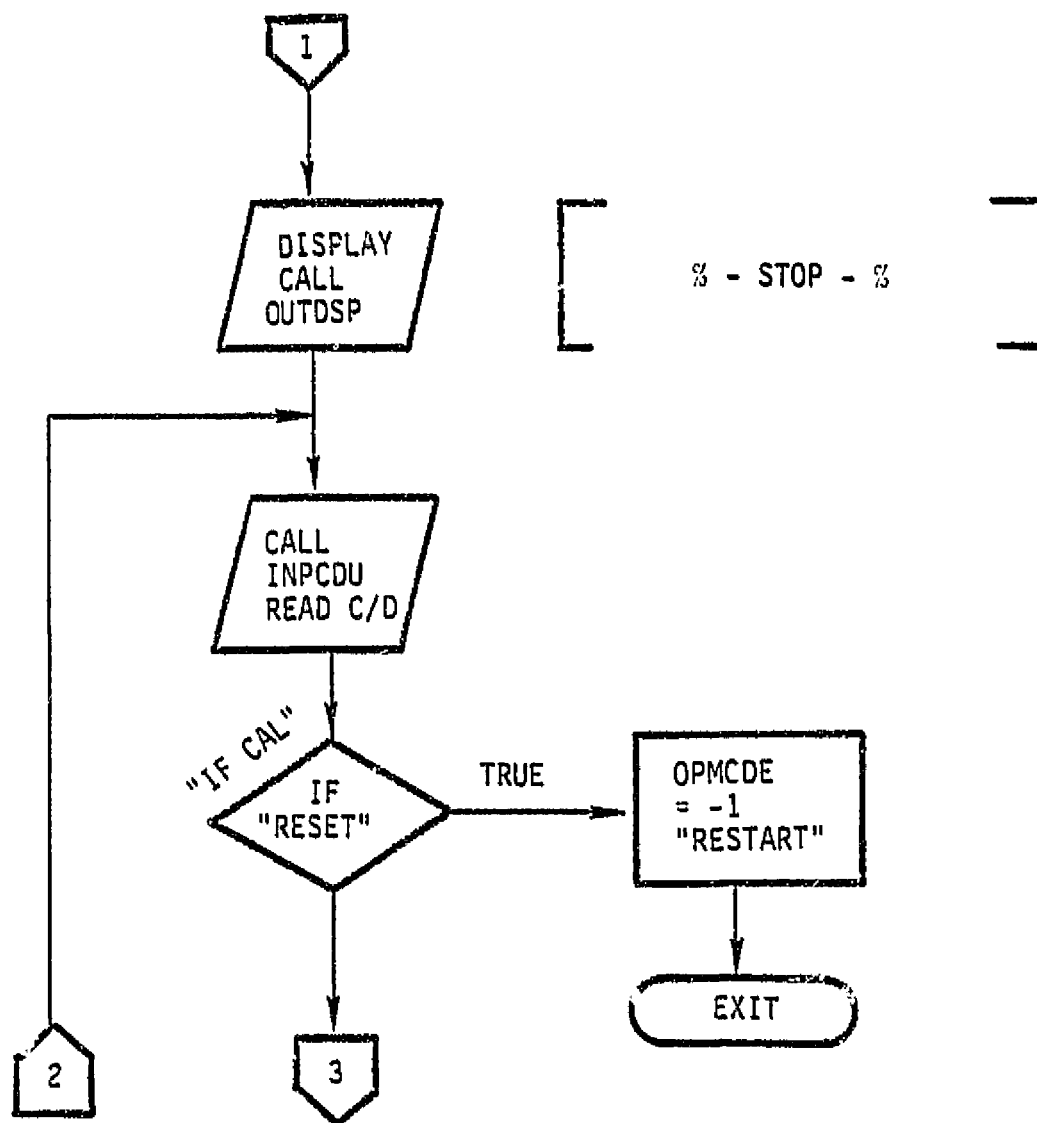 1
DISPLAY
CALL
OUTDSP
% - STOP - %
CALL
INPCDU
READ C/D
"IF CAL"
IF
"RESET"
TRUE
OPMCDE
= -1
"RESTART"
EXIT
2
3